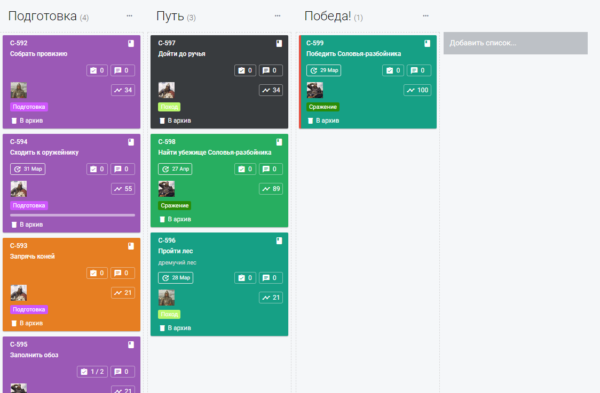 Подготовка (4)
C-592
Собрать провизию
0 0
34
Подготовка
В архив
C-594
Сходить к оружейнику
31 Мар 0 0
55
Подготовка
В архив
C-593
Запрячь коней
0 0
21
Подготовка
В архив
C-595
Заполнить обоз
1 / 2 0
21
Путь (3)
C-597
Дойти до ручья
0 0
34
Поход
В архив
C-598
Найти убежище Соловья-разбойника
27 Апр 0 0
89
Сражение
В архив
C-596
Пройти лес
дремучий лес
28 Мар 0 0
21
Поход
В архив
Победа! (1)
C-599
Победить Соловья-разбойника
29 Мар 0 0
100
Сражение
В архив
Добавить список...